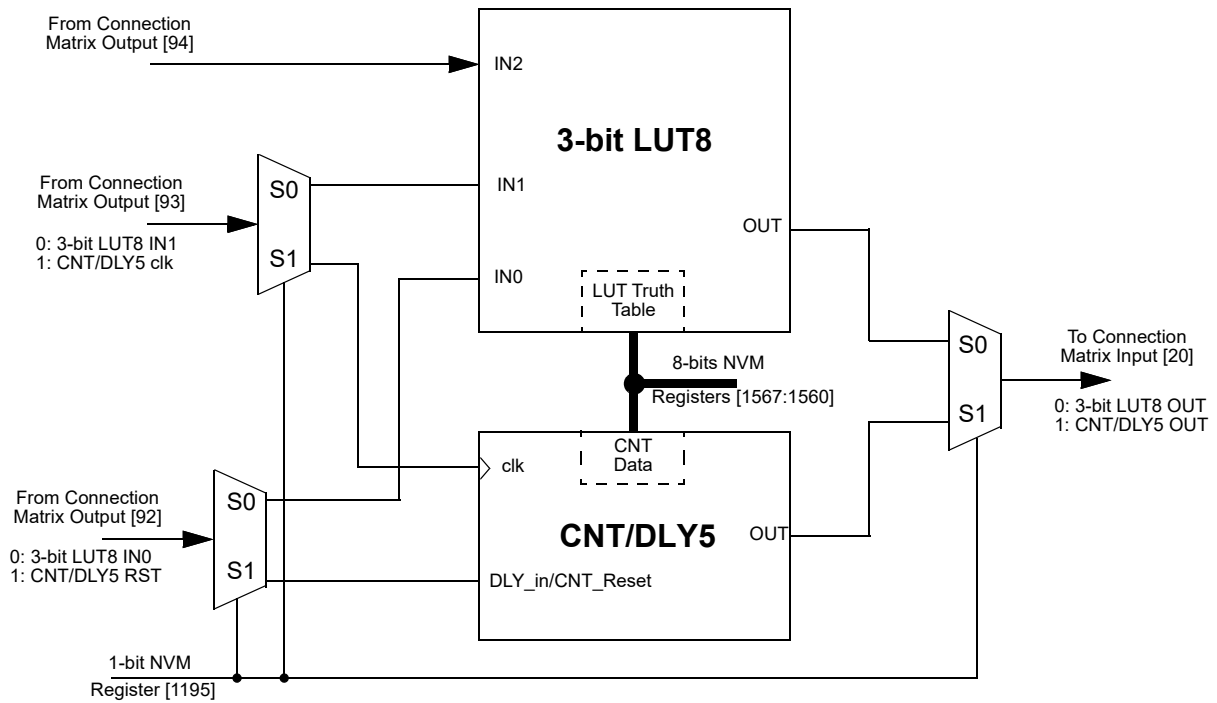 From Connection
Matrix Output [94]
IN2
3-bit LUT8
From Connection
Matrix Output [93]
0: 3-bit LUT8 IN1
1: CNT/DLY5 clk
S0
S1
IN1
IN0
OUT
LUT Truth
Table
8-bits NVM
Registers [1567:1560]
S0
S1
To Connection
Matrix Input [20]
0: 3-bit LUT8 OUT
1: CNT/DLY5 OUT
CNT
Data
clk
CNT/DLY5
OUT
DLY_in/CNT_Reset
From Connection
Matrix Output [92]
0: 3-bit LUT8 IN0
1: CNT/DLY5 RST
S0
S1
1-bit NVM
Register [1195]